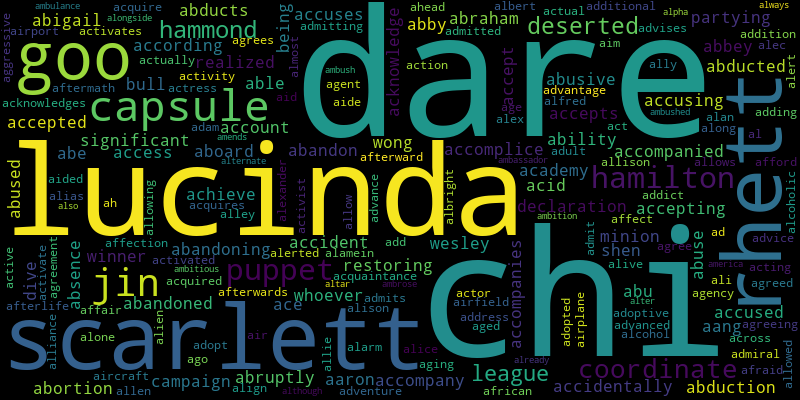 ambulance acquire abducts accuses ahead albert actual additional always
alongside abigail hammond admitting abby abraham admitted alpha partying
aggressive airport activates being dare deserted advises addition alec
goo according agrees acknowledge aim abbey
actually realized almost action ally abducted alert
aftermath bull activity able ambush agent accept abusive advantage accusing
acknowledges capsule actress aid aide alfred age ambushed adding
accepted adam account alex accepts act alan along al
significant amends wong accomplice ability accompanied rhett
abused abe access aboard abandon afterward adult allison allows afford
aided alternate ambassador academy acid hamilton alcoholic
alias lucinda achieve alexander activist allow advance albright addict
also ah allowing acquires alley declaration accepting ad advice
affection accident add alamein wesley ambition affect admit minion
active winner abandoning alerted restoring shen agree abuse america acting
dive activate agreement absence activated ambitious puppet acquaintance accompanies chi alive ali agreed
jin acquired afterwards altar whoever ambrose actor adopted airplane abu agency
afterlife abandoned ace admits airfield adoptive alter aang accused agreeing
affair alien alison address advanced
scarlett alone air allie alarm alice aged alcohol across allowed
alliance adopt ago aging already league coordinate admiral
aircraft campaign abruptly aaron accompany african afraid
abortion allen align although adventure accidentally abduction